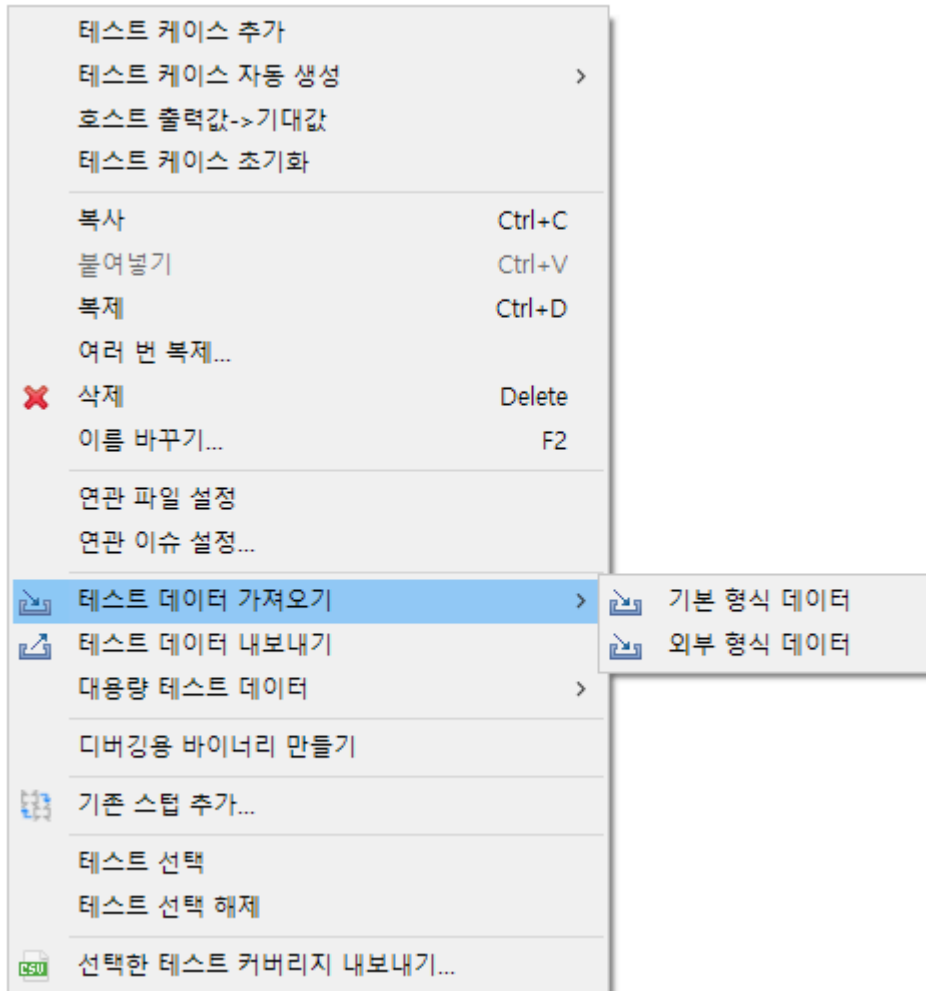 테스트 케이스 추가
테스트 케이스 자동 생성
호스트 출력값->기대값
테스트 케이스 초기화
복사 Ctrl+C
붙여넣기 Ctrl+V
복제 Ctrl+D
여러 번 복제...
삭제 Delete
이름 바꾸기... F2
연관 파일 설정
연관 이슈 설정...
테스트 데이터 가져오기
기본 형식 데이터
외부 형식 데이터
테스트 데이터 내보내기
대용량 테스트 데이터
디버깅용 바이너리 만들기
기존 스텁 추가...
테스트 선택
테스트 선택 해제
CSV 선택한 테스트 커버리지 내보내기...